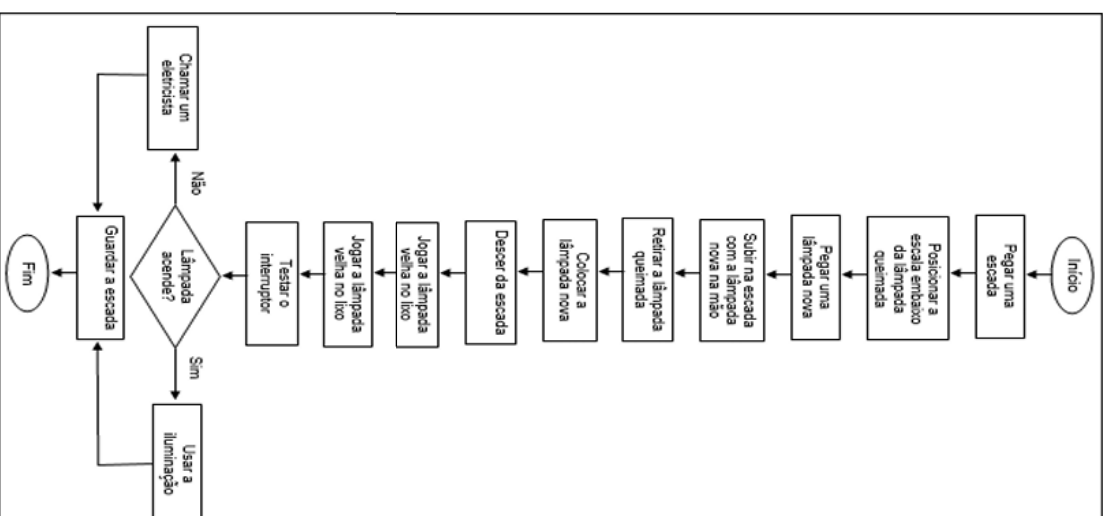 Início
Pegar uma
escada
Posicionar a
escala embaixo
da lâmpada
queimada
Pegar uma
lâmpada nova
Subir na escada
com a lâmpada
nova na mão
Retirar a lâmpada
queimada
Colocar a
lâmpada nova
Descer da escada
Jogar a lâmpada
velha no lixo
Jogar a lâmpada
velha no lixo
Testar o
interruptor
Lâmpada
acende?
Não
Sim
Chamar um
eletricista
Usar a
iluminação
Guardar a escada
Fim